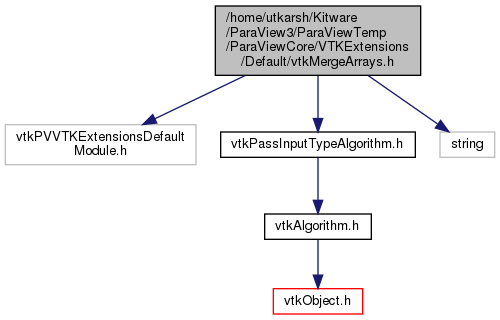 /home/utkarsh/Kitware
/ParaView3/ParaViewTemp
/ParaViewCore/VTKExtensions
/Default/vtkMergeArrays.h
vtkPVVTKExtensionsDefault
Module.h
vtkPassInputTypeAlgorithm.h
string
vtkAlgorithm.h
vtkObject.h